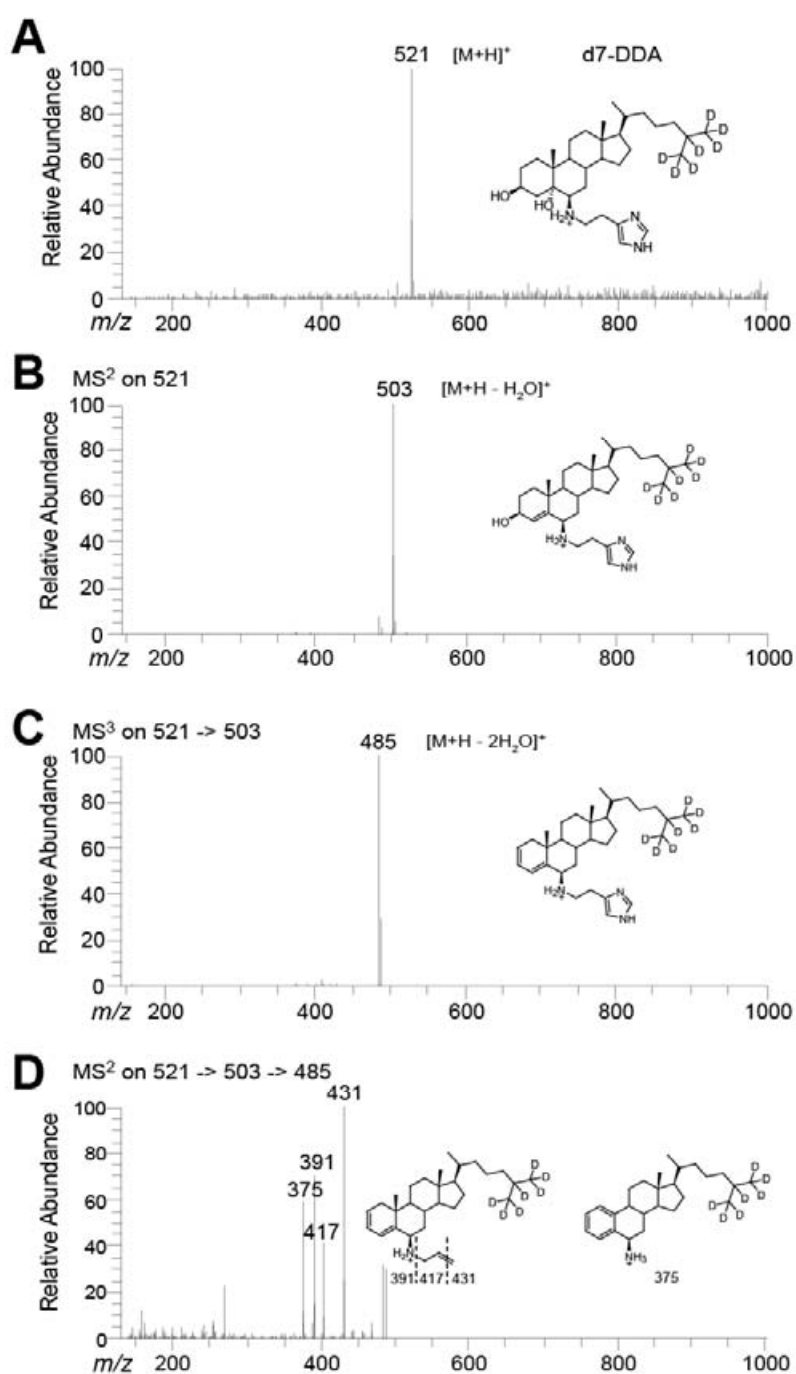 A
521 [M+H]+ d7-DDA
Relative Abundance
100
80
60
40
20
0
m/z 200 400 600 800 1000
HO
HO
H2N
+
N
NH
D
D
D
D
D
D
D
B MS2 on 521
503 [M+H - H2O]+
Relative Abundance
100
80
60
40
20
0
m/z 200 400 600 800 1000
HO
H2N
+
N
NH
D
D
D
D
D
D
D
C MS3 on 521 -> 503
485 [M+H - 2H2O]+
Relative Abundance
100
80
60
40
20
0
m/z 200 400 600 800 1000
H2N
+
N
NH
D
D
D
D
D
D
D
D MS2 on 521 -> 503 -> 485
431
391
375
417
Relative Abundance
100
80
60
40
20
0
m/z 200 400 600 800 1000
H2N
+
D
D
D
D
D
D
D
391 417 431
NH3
+
D
D
D
D
D
D
D
375